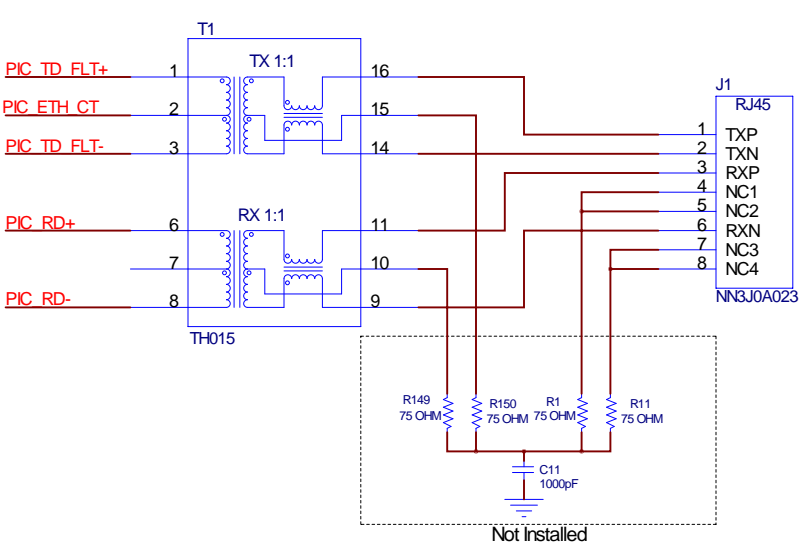 T1
TX 1:1
PIC_TD_FLT+
1
16
PIC_ETH_CT
2
15
PIC_TD_FLT-
3
14
RX 1:1
PIC_RD+
6
11
7
10
PIC_RD-
8
9
TH015
J1
RJ45
1 TXP
2 TXN
3 RXP
4 NC1
5 NC2
6 RXN
7 NC3
8 NC4
NN3J0A023
R149
75 OHM
R150
75 OHM
R1
75 OHM
R11
75 OHM
C11
1000pF
Not Installed